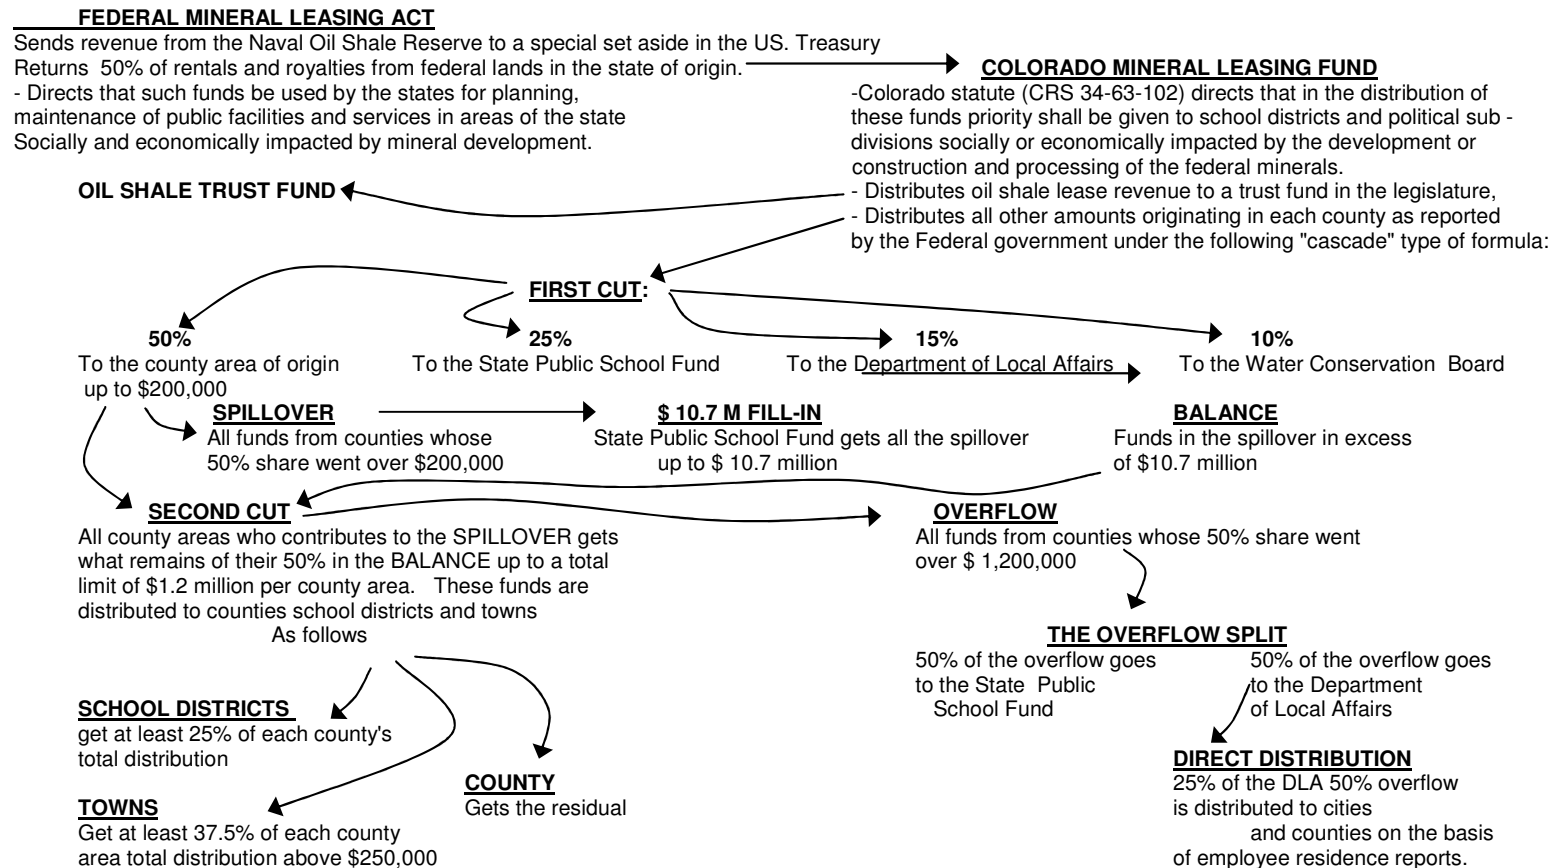 FEDERAL MINERAL LEASING ACT
Sends revenue from the Naval Oil Shale Reserve to a special set aside in the US. Treasury
Returns 50% of rentals and royalties from federal lands in the state of origin.
- Directs that such funds be used by the states for planning,
maintenance of public facilities and services in areas of the state
Socially and economically impacted by mineral development.
COLORADO MINERAL LEASING FUND
-Colorado statute (CRS 34-63-102) directs that in the distribution of
these funds priority shall be given to school districts and political sub -
divisions socially or economically impacted by the development or
construction and processing of the federal minerals.
- Distributes oil shale lease revenue to a trust fund in the legislature,
- Distributes all other amounts originating in each county as reported
by the Federal government under the following "cascade" type of formula:
OIL SHALE TRUST FUND
FIRST CUT:
50%
To the county area of origin
up to $200,000
25%
To the State Public School Fund
15%
To the Department of Local Affairs
10%
To the Water Conservation Board
SPILLOVER
All funds from counties whose
50% share went over $200,000
$ 10.7 M FILL-IN
State Public School Fund gets all the spillover
up to $ 10.7 million
BALANCE
Funds in the spillover in excess
of $10.7 million
SECOND CUT
All county areas who contributes to the SPILLOVER gets
what remains of their 50% in the BALANCE up to a total
limit of $1.2 million per county area. These funds are
distributed to counties school districts and towns
As follows
OVERFLOW
All funds from counties whose 50% share went
over $ 1,200,000
THE OVERFLOW SPLIT
50% of the overflow goes
to the State Public
School Fund
50% of the overflow goes
to the Department
of Local Affairs
SCHOOL DISTRICTS
get at least 25% of each county's
total distribution
COUNTY
Gets the residual
TOWNS
Get at least 37.5% of each county
area total distribution above $250,000
DIRECT DISTRIBUTION
25% of the DLA 50% overflow
is distributed to cities
and counties on the basis
of employee residence reports.